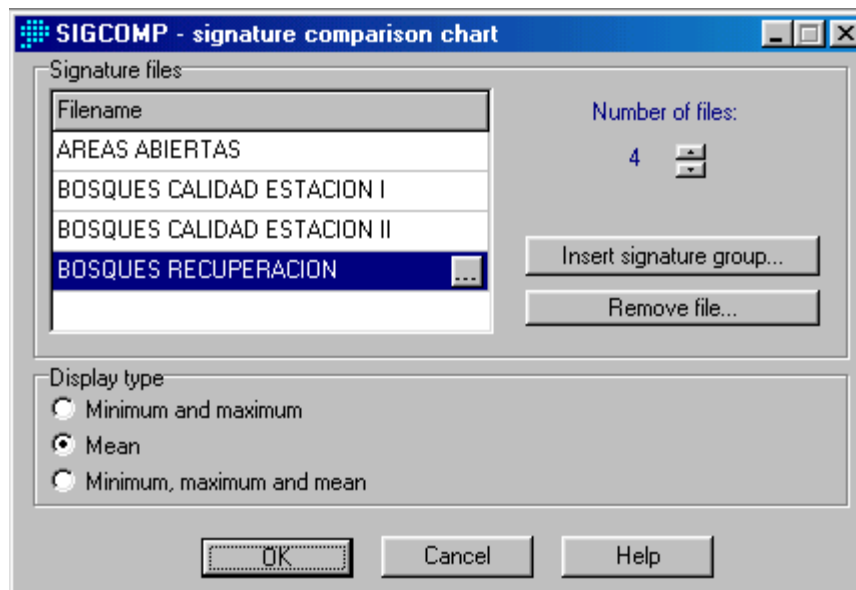 SIGCOMP - signature comparison chart
Signature files
Filename
AREAS ABIERTAS
BOSQUES CALIDAD ESTACION I
BOSQUES CALIDAD ESTACION II
BOSQUES RECUPERACION
...
Number of files:
4
Insert signature group...
Remove file...
Display type
Minimum and maximum
Mean
Minimum, maximum and mean
OK Cancel Help